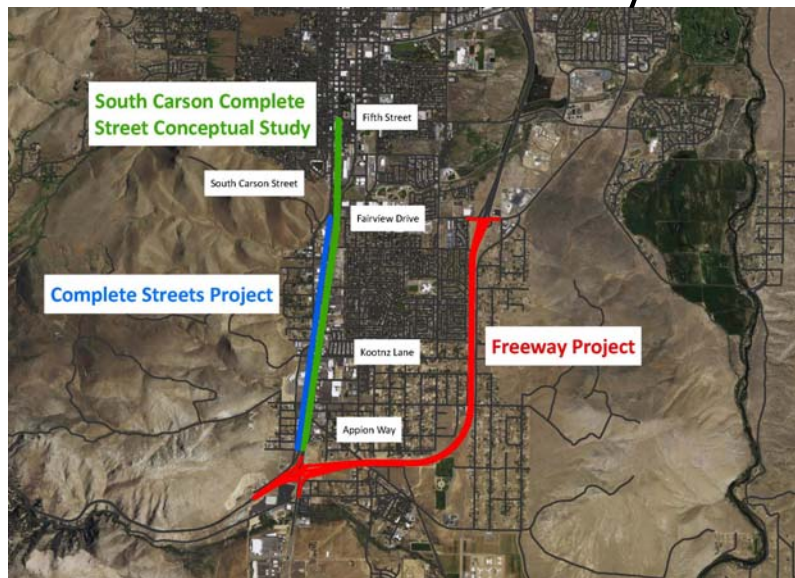 South Carson Complete
Street Conceptual Study
Fifth Street
South Carson Street
Fairview Drive
Complete Streets Project
Kootnz Lane
Freeway Project
Appion Way